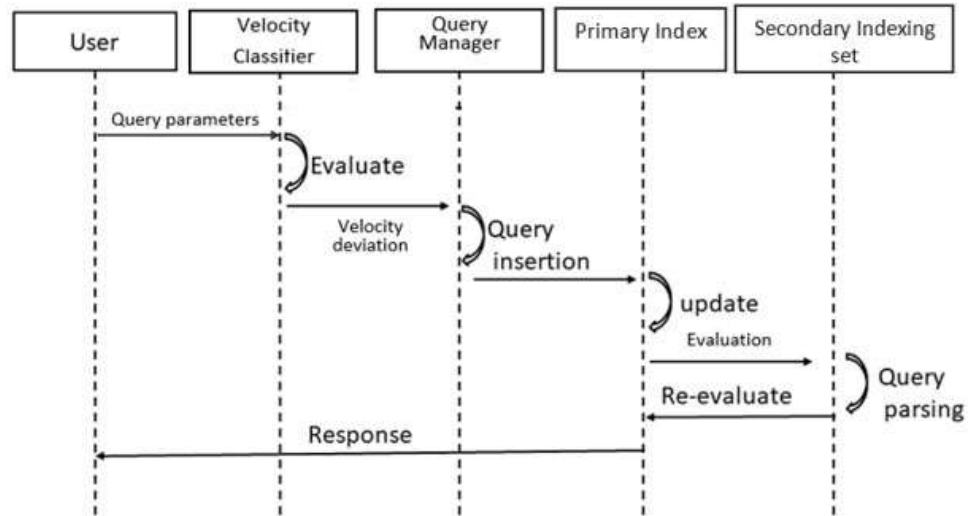 User
Velocity
Classitier
Query
Manager
Primary Index
Secondary Indexing
set
Query parameters
Evaluate
Velocity
deviation
Query
insertion
update
Evaluation
Query
parsing
Re-evaluate
Response